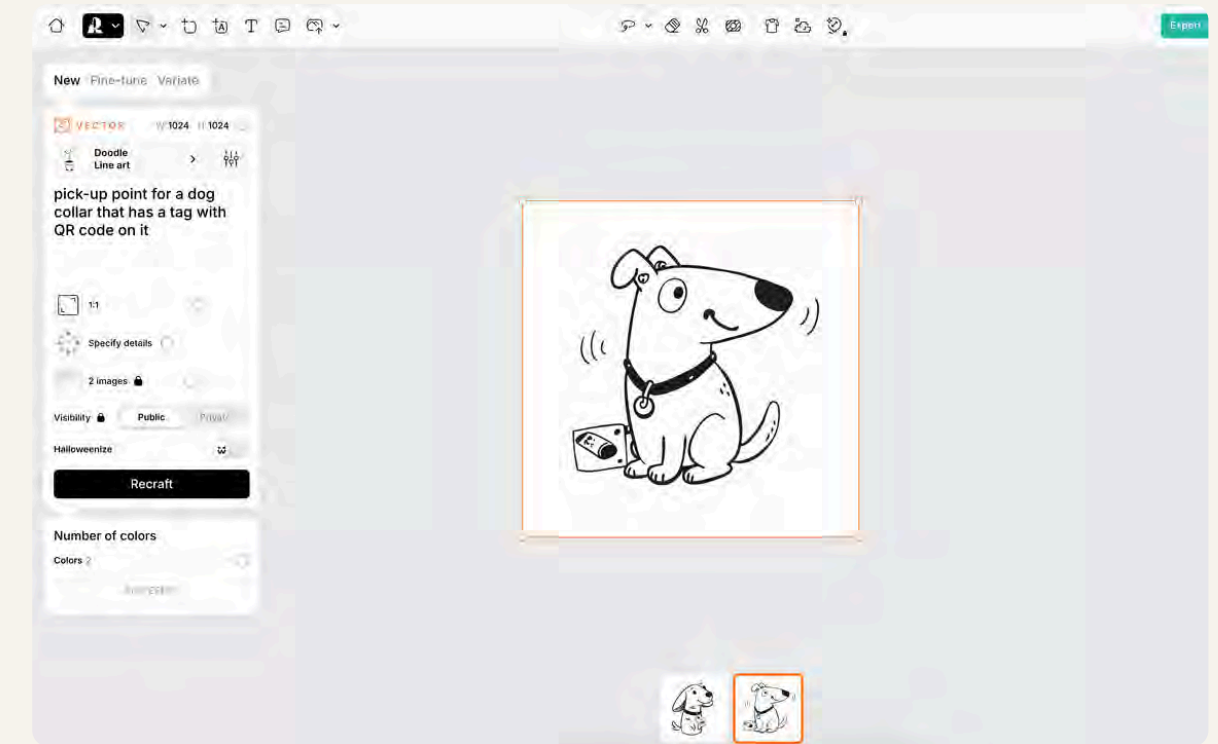 T
A
Export
New Fine-tune Variate
VECTOR W 1024 H 1024
Doodle
Line art
pick-up point for a dog
collar that has a tag with
QR code on it
1:1
Specify details
2 images
Visibility Public Private
Halloweenize
Recraft
Number of colors
Colors 2